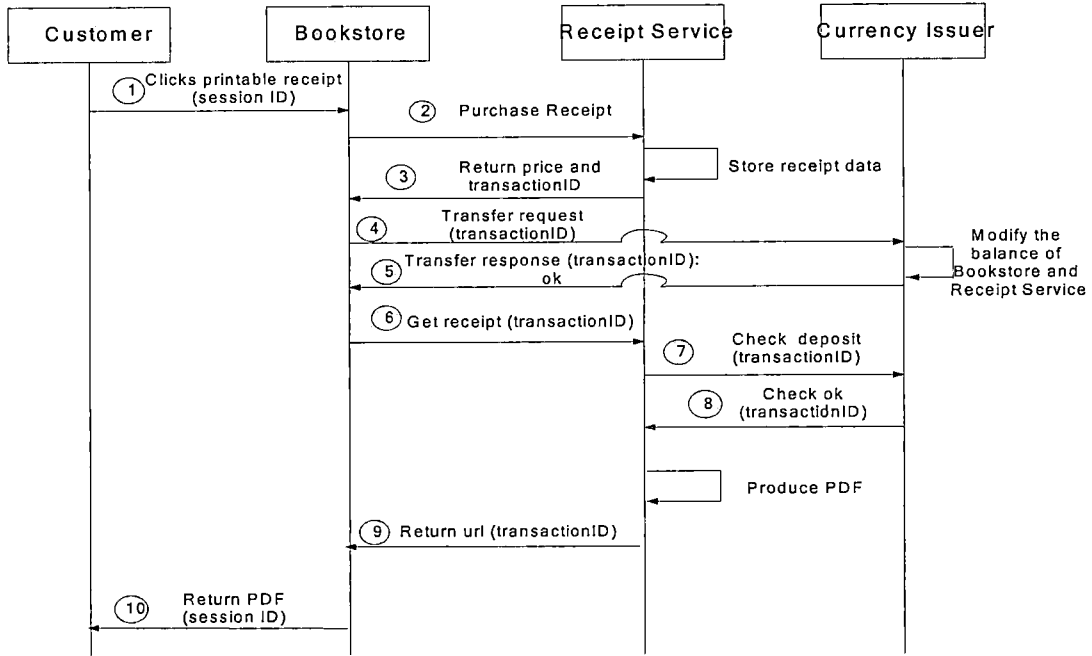 Customer
Bookstore
Receipt Service
Currency Issuer
1
Clicks printable receipt
(session ID)
2
Purchase Receipt
Store receipt data
3
Return price and
transactionID
4
Transfer request
(transactionID)
Modify the
balance of
Bookstore and
Receipt Service
5
Transfer response (transactionID):
ok
6
Get receipt (transactionID)
7
Check deposit
(transactionID)
8
Check ok
(transactidnID)
Produce PDF
9
Return url (transactionID)
10
Return PDF
(session ID)